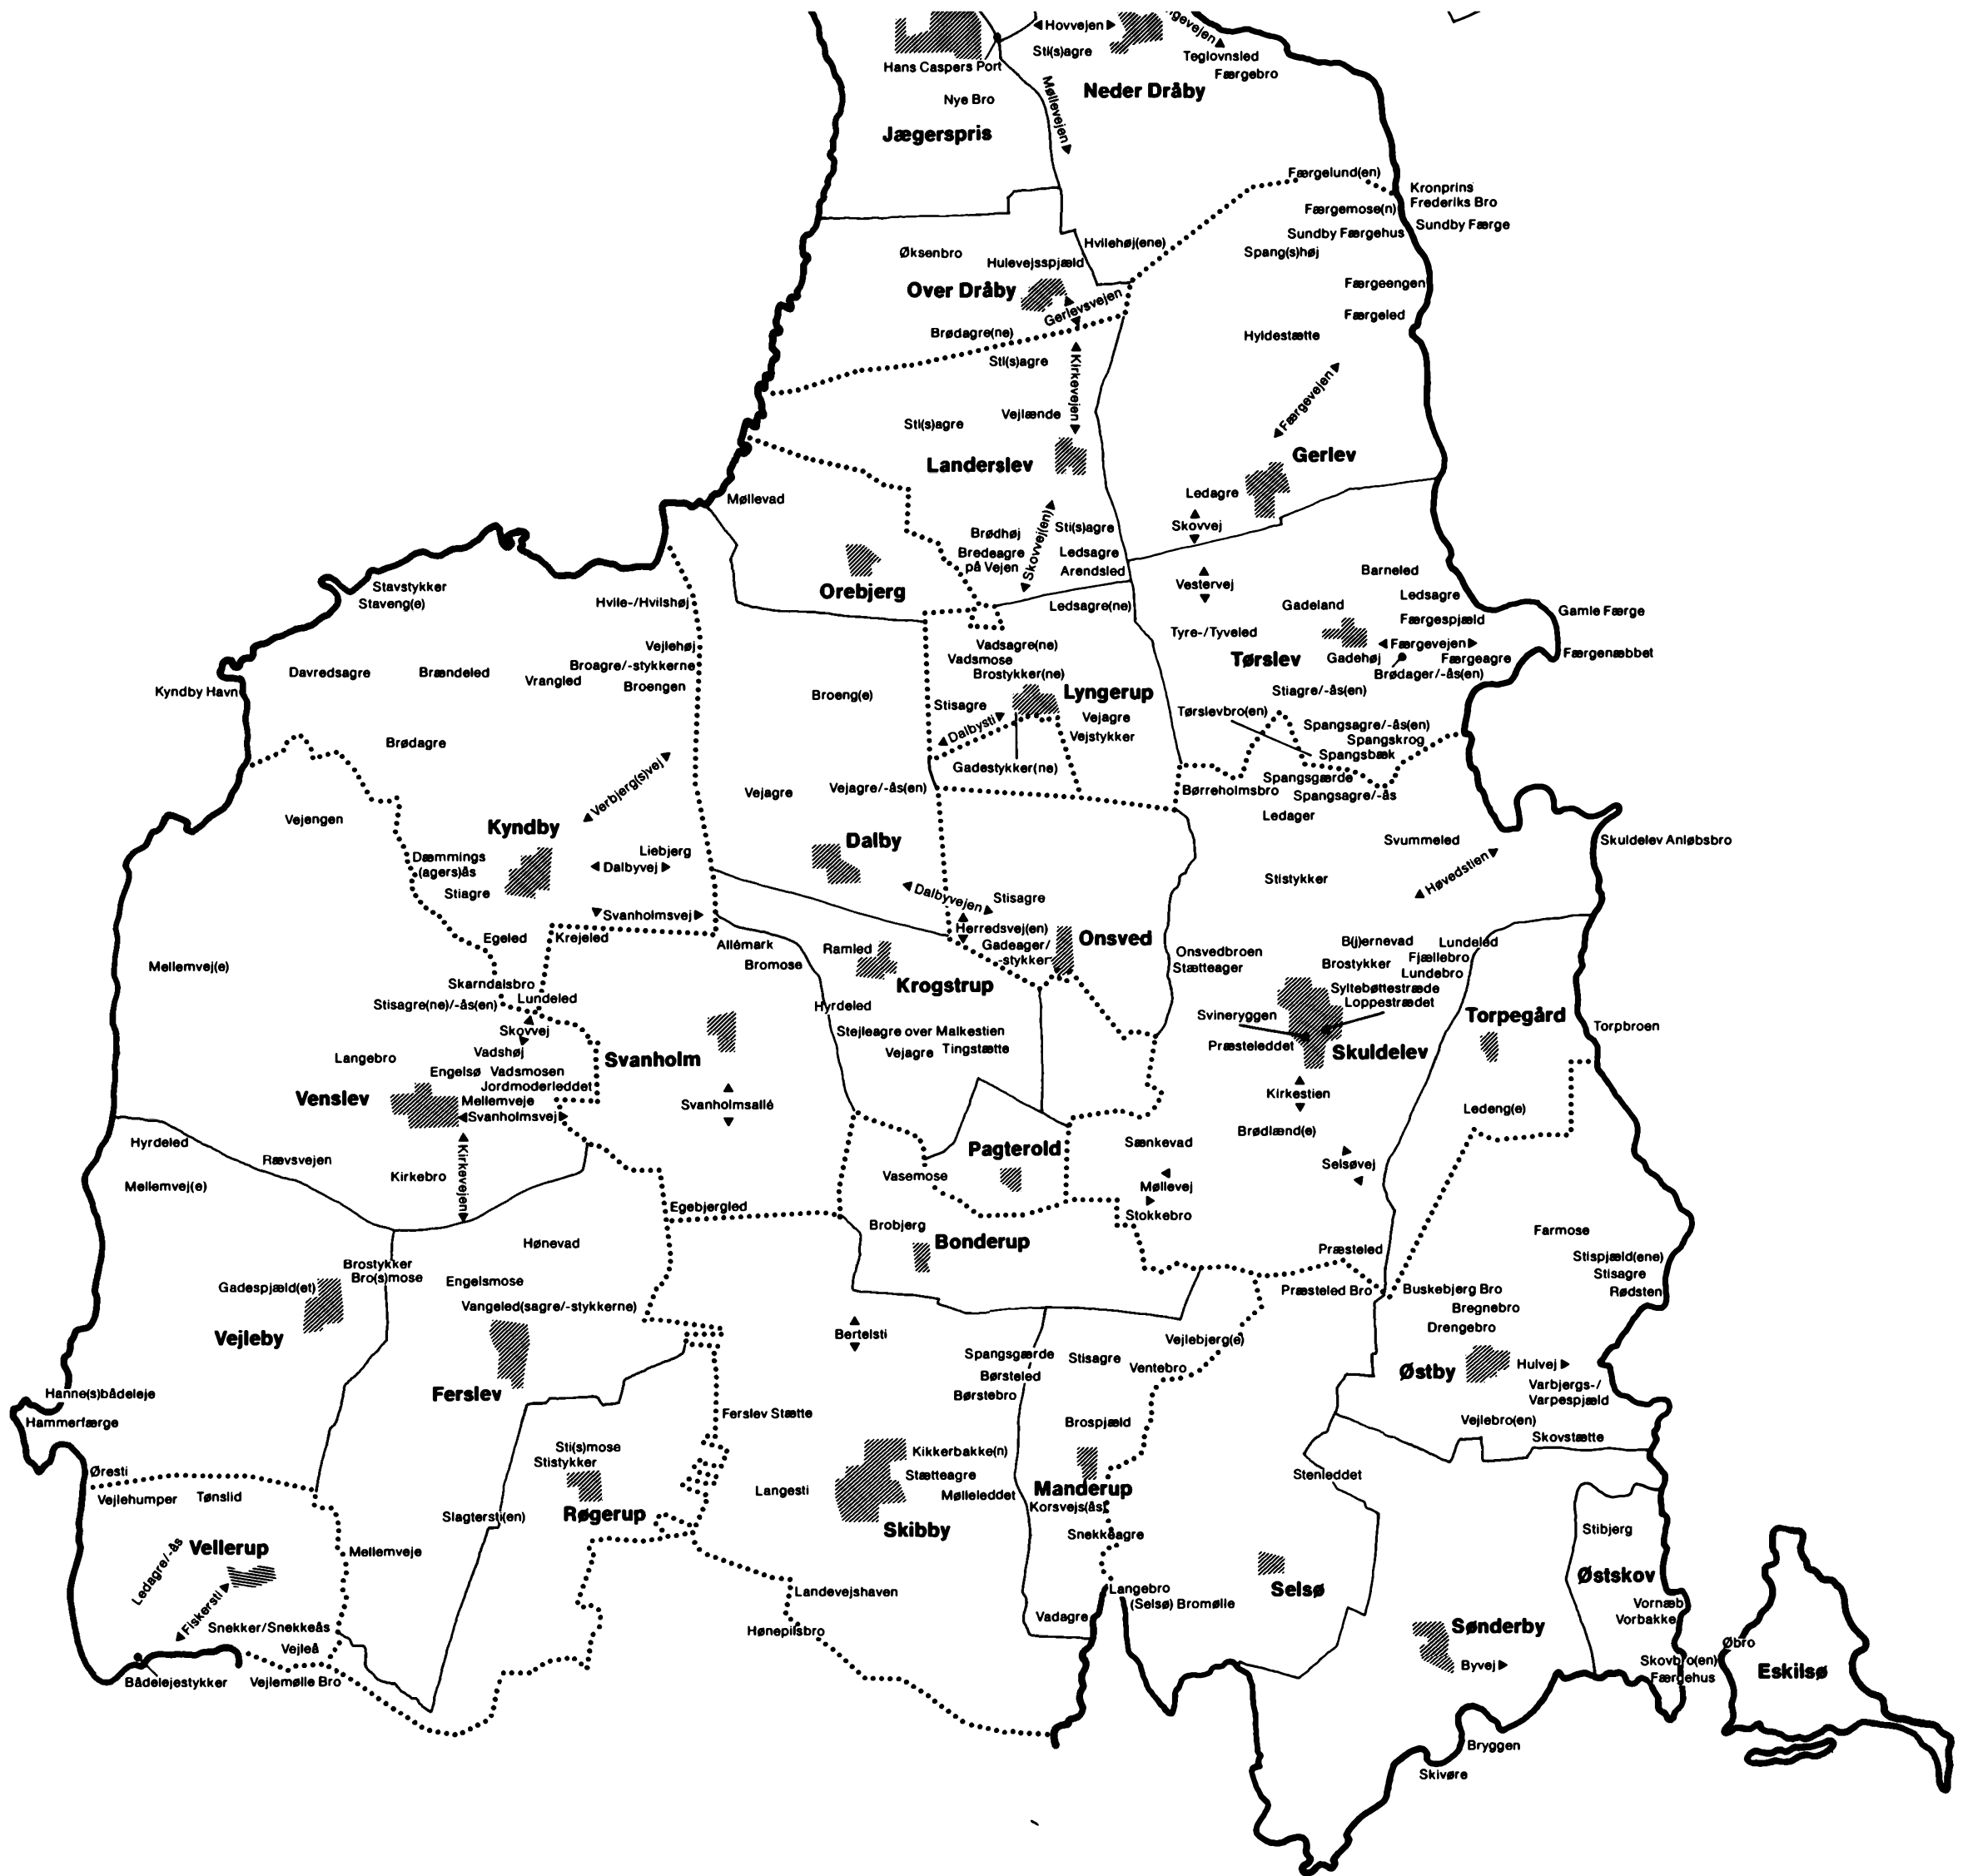 Hovvejen
Sti(s)agre
Teglovnsled
Færgebro
Hans Caspers Port
Neder Dråby
Nye Bro
Møllevejen
Jægerspris
Færgelund(en)
Kronprins
Frederiks Bro
Færgemose(n)
Sundby Færge
Sundby Færgehus
Hvilehøj(ene)
Øksenbro
Spang(s)høj
Hulevejsspjæld
Over Dråby
Færgeengen
Gerlevsvejen
Færgeled
Brødagre(ne)
Hyldestætte
Sti(s)agre
Kirkevejen
Færgevejen
Vejlænde
Sti(s)agre
Gerlev
Landerslev
Møllevad
Ledagre
Skovvej
Sti(s)agre
Brødhøj
Skovvej(en)
Bredeagre
på Vejen
Ledsagre
Arendsled
Orebjerg
Vestervej
Barneled
Stavstykker
Staveng(e)
Hvile-/Hvilshøj
Ledsagre(ne)
Gadeland
Ledsagre
Gamle Færge
Færgespjæld
Tyre-/Tyveled
Færgevejen
Færgenæbbet
Vejlehøj
Vadsagre(ne)
Vadsmose
Tørslev
Gadehøj
Færgeagre
Broagre/-stykkerne
Brostykker(ne)
Brødager/-ås(en)
Davredsagre
Brændeled
Vrangled
Broengen
Kyndby Havn
Broeng(e)
Lyngerup
Stiagre/-ås(en)
Stisagre
Tørslevbro(en)
Vejagre
Dalbysti
Vejstykker
Spangsagre/-ås(en)
Spangskrog
Spangsbæk
Brødagre
Gadestykker(ne)
Spangsgærde
Verbjerg(s)vej
Vejagre
Vejagre/-ås(en)
Børreholmsbro
Spangsagre/-ås
Ledager
Vejengen
Kyndby
Dalby
Svummeled
Skuldelev Anløbsbro
Dæmmings
(agers)ås
Liebjerg
Dalbyvej
Stiagre
Høvedstien
Stistykker
Dalbyvejen
Stisagre
Svanholmsvej
Herredsvej(en)
Egeled
Krejeled
Allémark
Ramled
Gadeager/
-stykker
Onsved
B(j)ernevad
Lundeled
Onsvedbroen
Fjællebro
Mellemvej(e)
Bromose
Stætteager
Brostykker
Lundebro
Skarndalsbro
Krogstrup
Syltebøttestræde
Stisagre(ne)/-ås(en)
Lundeled
Hyrdeled
Loppestrædet
Svineryggen
Torpegård
Torpbroen
Skovvej
Stejleagre over Malkestien
Vadshøj
Vejagre
Tingstætte
Præsteleddet
Skuldelev
Langebro
Svanholm
Engelsø
Vadsmosen
Jordmoderleddet
Venslev
Mellemveje
Svanholmsallé
Kirkestien
Svanholmsvej
Ledeng(e)
Hyrdeled
Brødlænd(e)
Sænkevad
Rævsvejen
Kirkevejen
Pagterold
Selsøvej
Kirkebro
Vasemose
Mellemvej(e)
Møllevej
Egebjergled
Stokkebro
Brobjerg
Bonderup
Hønevad
Præsteled
Farmose
Stispjæld(ene)
Brostykker
Bro(s)mose
Engelsmose
Stisagre
Gadespjæld(et)
Præsteled Bro
Buskebjerg Bro
Rødsten
Vangeled(sagre/-stykkerne)
Bregnebro
Drengebro
Vejleby
Bertelsti
Vejlebjerg(e)
Spangsgærde
Stisagre
Ventebro
Østby
Hulvej
Børsteled
Ferslev
Børstebro
Varbjergs-/
Varpespjæld
Hanne(s)bådeleje
Hammerfærge
Ferslev Stætte
Brospjæld
Vejlebro(en)
Skovstætte
Sti(s)mose
Kikkerbakke(n)
Stistykker
Øresti
Stætteagre
Stenleddet
Vejlehumper
Tønslid
Langesti
Mølleleddet
Manderup
Korsvejs(ås)
Slagtersti(en)
Røgerup
Skibby
Snekkeagre
Stibjerg
Vellerup
Mellemveje
Ledagre/-ås
Østskov
Selsø
Fiskersti
Landevejshaven
Langebro
(Selsø) Bromølle
Vornæb
Vorbakke
Snekker/Snekkeås
Hønepilsbro
Vadagre
Sønderby
Vejleå
Øbro
Byvej
Skovbro(en)
Færgehus
Eskilsø
Bådelejestykker
Vejlemølle Bro
Bryggen
Skivøre